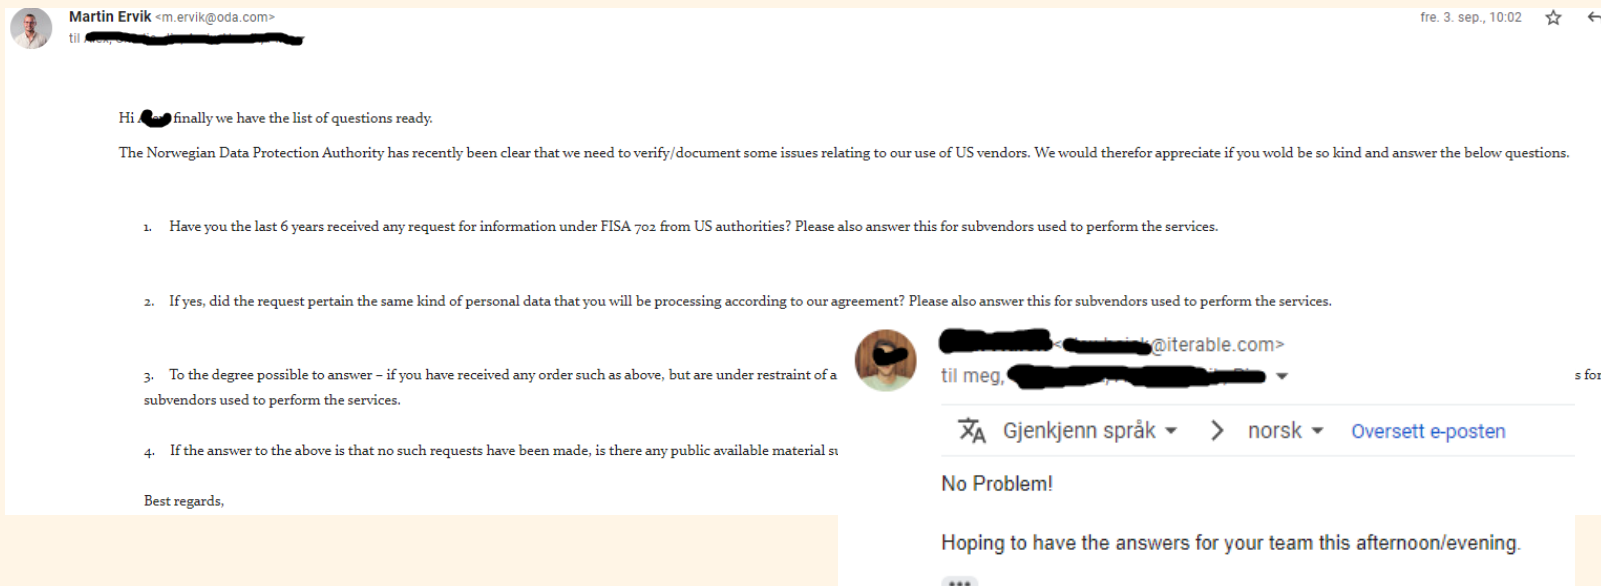 Martin Ervik <m.ervik@oda.com>
fre. 3. sep., 10:02
til
Hi finally we have the list of questions ready.
The Norwegian Data Protection Authority has recently been clear that we need to verify/document some issues relating to our use of US vendors. We would therefor appreciate if you wold be so kind and answer the below questions.
1. Have you the last 6 years received any request for information under FISA 702 from US authorities? Please also answer this for subvendors used to perform the services.
2. If yes, did the request pertain the same kind of personal data that you will be processing according to our agreement? Please also answer this for subvendors used to perform the services.
3. To the degree possible to answer – if you have received any order such as above, but are under restraint of a
s for
subvendors used to perform the services.
4. If the answer to the above is that no such requests have been made, is there any public available material su
Best regards,
@iterable.com>
til meg,
Gjenkjenn språk > norsk Oversett e-posten
No Problem!
Hoping to have the answers for your team this afternoon/evening.